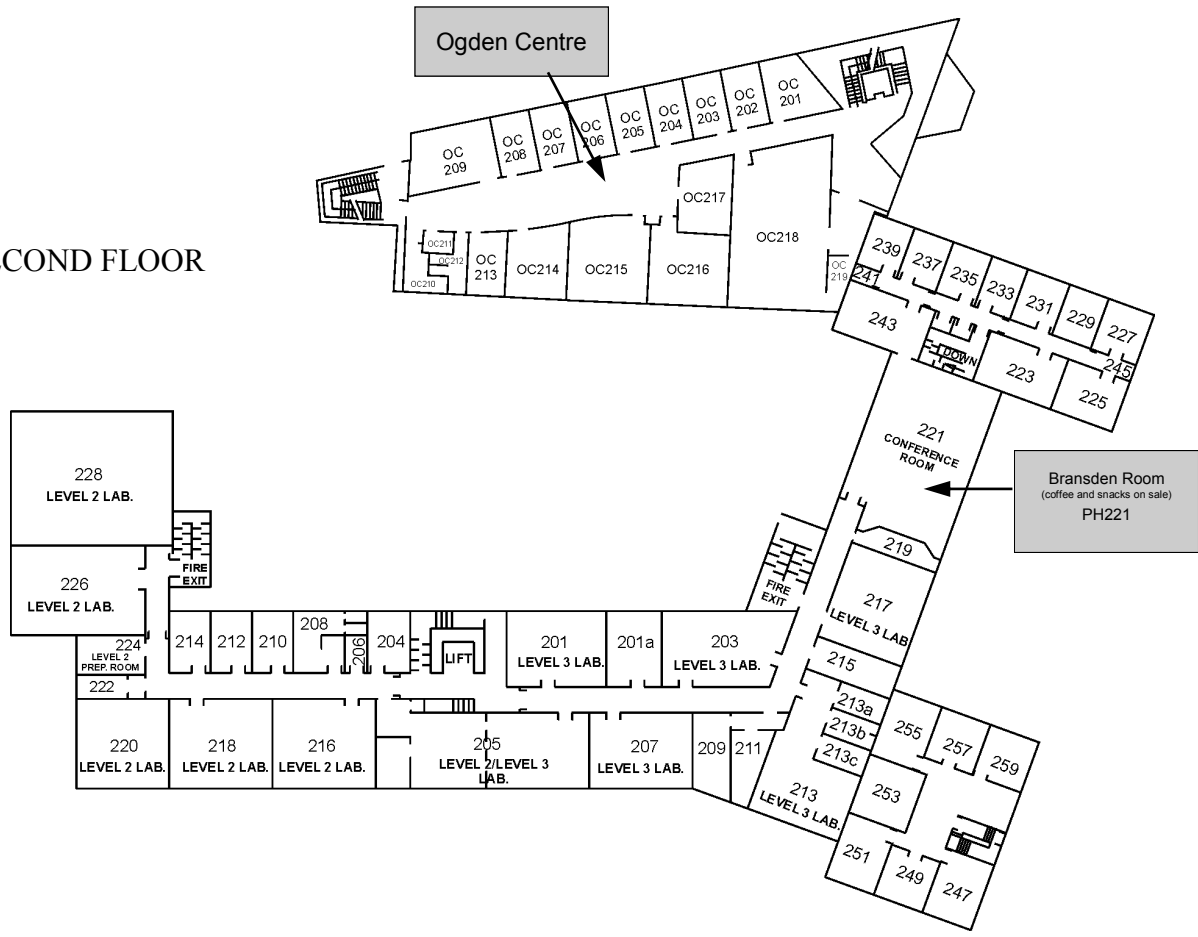 Ogden Centre
OC
201
OC
202
OC
203
OC
204
OC
205
OC
206
OC
207
OC
208
OC
209
OC217
OC218
OC211
OC212
OC210
OC
213
OC214
OC215
OC216
OC
219
ECOND FLOOR
239
237
235
233
231
229
227
241
243
DOWN
223
245
225
221
CONFERENCE
ROOM
Bransden Room
(coffee and snacks on sale)
PH221
228
LEVEL 2 LAB.
FIRE
EXIT
226
LEVEL 2 LAB.
219
FIRE
EXIT
217
LEVEL 3 LAB.
224
LEVEL 2
PREP. ROOM
222
214
212
210
208
206
204
LIFT
201
LEVEL 3 LAB.
201a
203
LEVEL 3 LAB.
215
213a
213b
213c
213
LEVEL 3 LAB.
220
LEVEL 2 LAB.
218
LEVEL 2 LAB.
216
LEVEL 2 LAB.
205
LEVEL 2/LEVEL 3
LAB.
207
LEVEL 3 LAB.
209
211
255
257
259
253
251
249
247